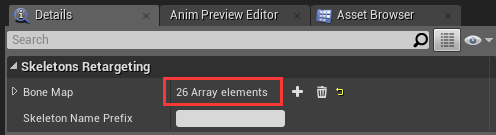 Details Anim Preview Editor Asset Browser
Search
Skeletons Retargeting
Bone Map 26 Array elements
Skeleton Name Prefix